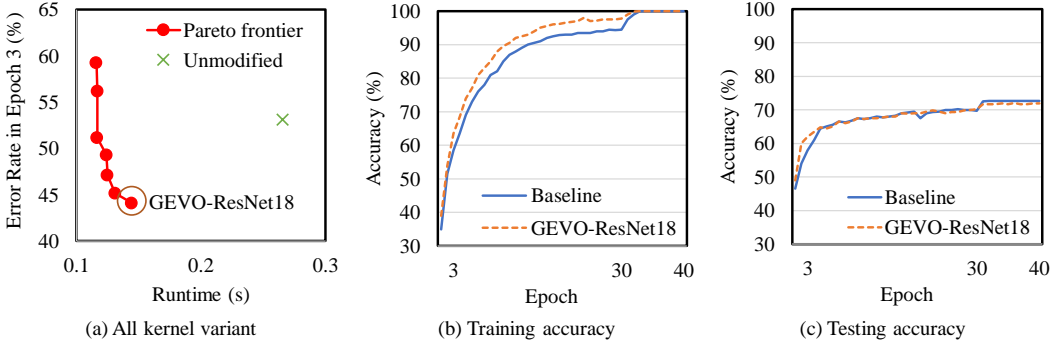 Error Rate in Epoch 3 (%)
65
60
55
50
45
40
0.1
0.2
0.3
Runtime (s)
Pareto frontier
Unmodified
GEVO-ResNet18
(a) All kernel variant
Accuracy (%)
100
90
80
70
60
50
40
30
3
30
40
Epoch
Baseline
GEVO-ResNet18
(b) Training accuracy
Accuracy (%)
100
90
80
70
60
50
40
30
3
30
40
Epoch
Baseline
GEVO-ResNet18
(c) Testing accuracy